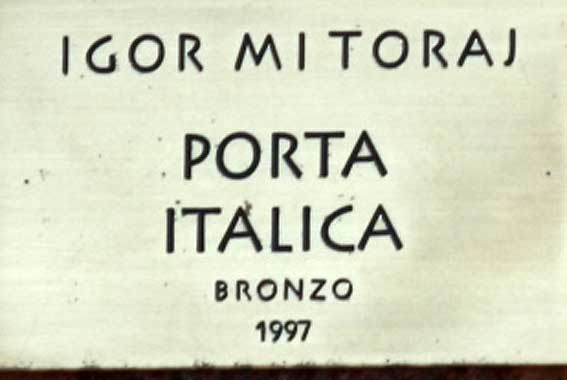 IGOR MITORAJ
PORTA
ITALICA
BRONZO
1997